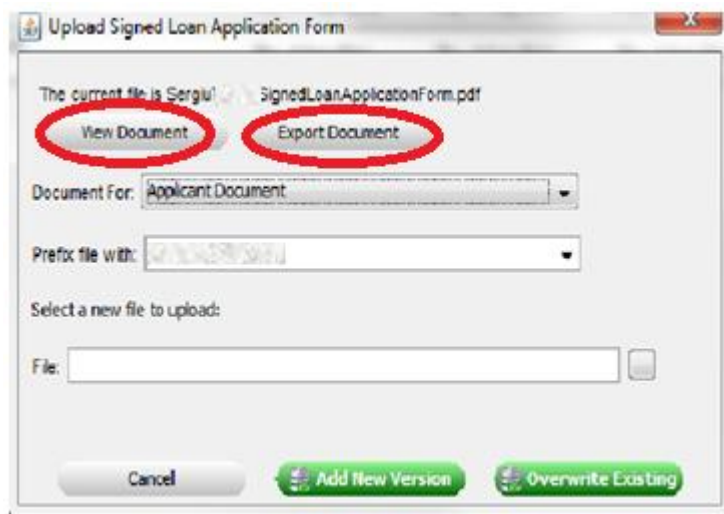 Upload Signed Loan Application Form
The current file is Sergiu SignedLoanApplicationForm.pdf
View Document Export Document
Document For: Applicant Document
Prefix file with:
Select a new file to upload:
File:
Cancel Add New Version Overwrite Existing